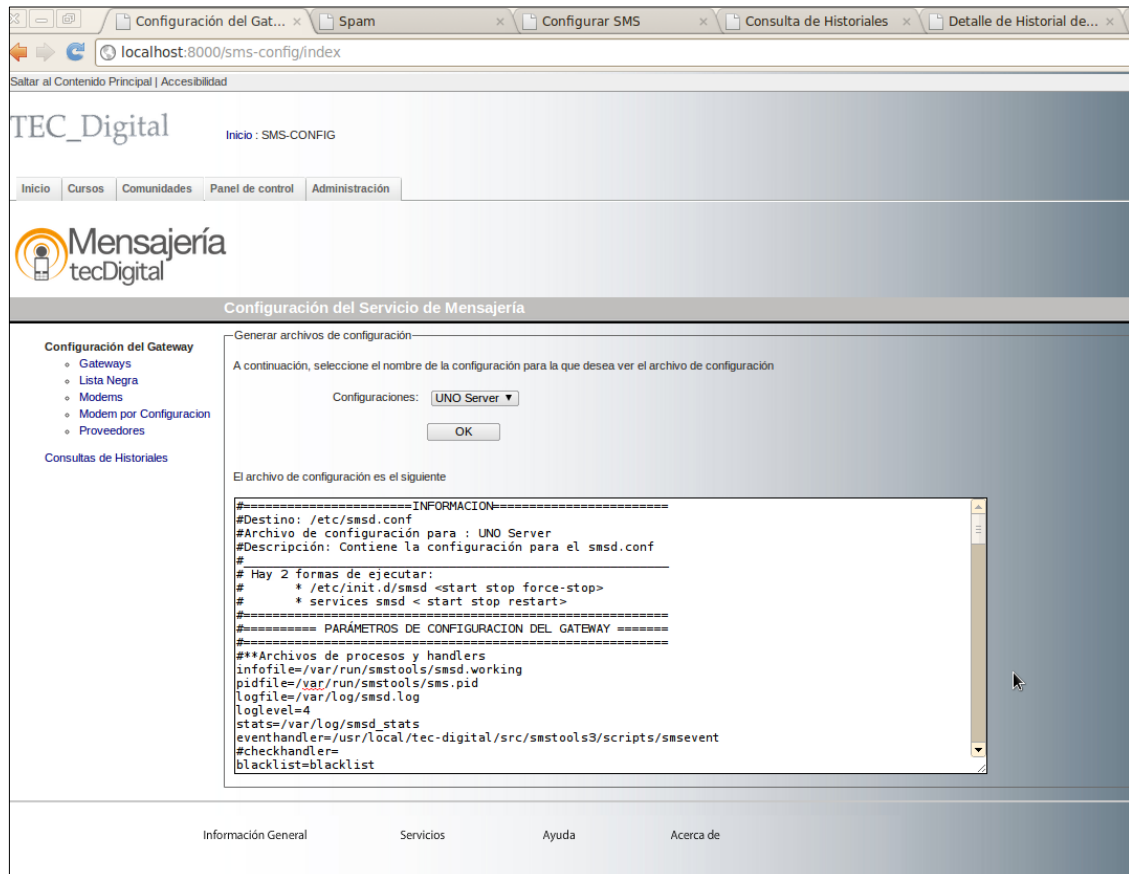 Configuración del Gat... Spam Configurar SMS Consulta de Historiales Detalle de Historial de...
localhost:8000/sms-config/index
Saltar al Contenido Principal | Accesibilidad
TEC_Digital
Inicio : SMS-CONFIG
Inicio Cursos Comunidades Panel de control Administración
Mensajería
tecDigital
Configuración del Servicio de Mensajería
Configuración del Gateway
Gateways
Lista Negra
Modems
Modem por Configuracion
Proveedores
Consultas de Historiales
Generar archivos de configuración
A continuación, seleccione el nombre de la configuración para la que desea ver el archivo de configuración
Configuraciones: UNO Server
OK
El archivo de configuración es el siguiente
#=======================INFORMACION========================
#Destino: /etc/smsd.conf
#Archivo de configuración para : UNO Server
#Descripción: Contiene la configuración para el smsd.conf
#__________________________________________________________
# Hay 2 formas de ejecutar:
# * /etc/init.d/smsd <start stop force-stop>
# * services smsd < start stop restart>
#==========================================================
#========== PARÁMETROS DE CONFIGURACION DEL GATEWAY =======
#==========================================================
#**Archivos de procesos y handlers
infofile=/var/run/smstools/smsd.working
pidfile=/var/run/smstools/sms.pid
logfile=/var/log/smsd.log
loglevel=4
stats=/var/log/smsd_stats
eventhandler=/usr/local/tec-digital/src/smstools3/scripts/smsevent
#checkhandler=
blacklist=blacklist
Información General Servicios Ayuda Acerca de